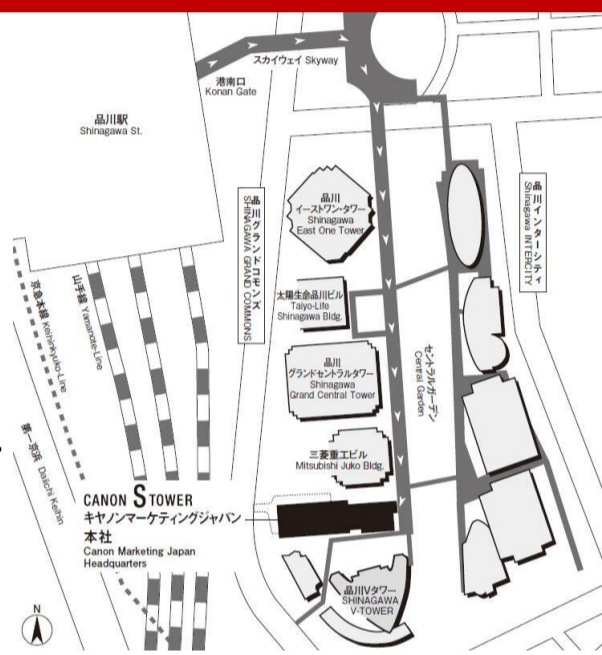 スカイウェイ Skyway
港南口
Konan Gate
品川駅
Shinagawa St.
品川グランドコモンズ
SHINAGAWA GRAND COMMONS
品川インターシティ
Shinagawa INTERCITY
品川
イーストワンタワー
Shinagawa
East One Tower
太陽生命品川ビル
Taiyo-Life
Shinagawa Bldg.
山手線 Yamanote-Line
京急本線 Keihinkyuko-Line
第一京浜 Daiichi Keihin
品川
グランドセントラルタワー
Shinagawa
Grand Central Tower
セントラルガーデン
Central Garden
三菱重工ビル
Mitsubishi Juko Bldg.
CANON S TOWER
キヤノンマーケティングジャパン
本社
Canon Marketing Japan
Headquarters
品川Vタワー
SHINAGAWA
V-TOWER
N